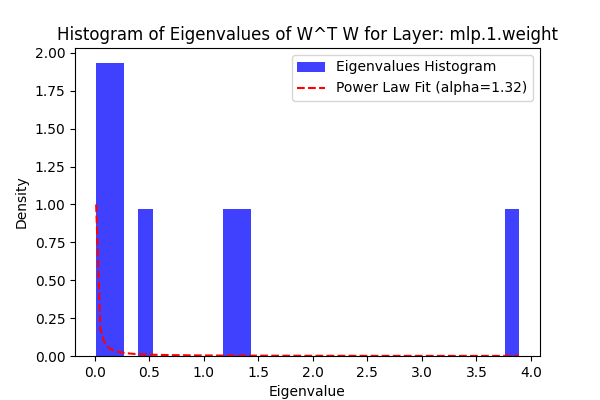 Histogram of Eigenvalues of W^T W for Layer: mlp.1.weight
Eigenvalues Histogram
Power Law Fit (alpha=1.32)
Density
2.00
1.75
1.50
1.25
1.00
0.75
0.50
0.25
0.00
0.0 0.5 1.0 1.5 2.0 2.5 3.0 3.5 4.0
Eigenvalue